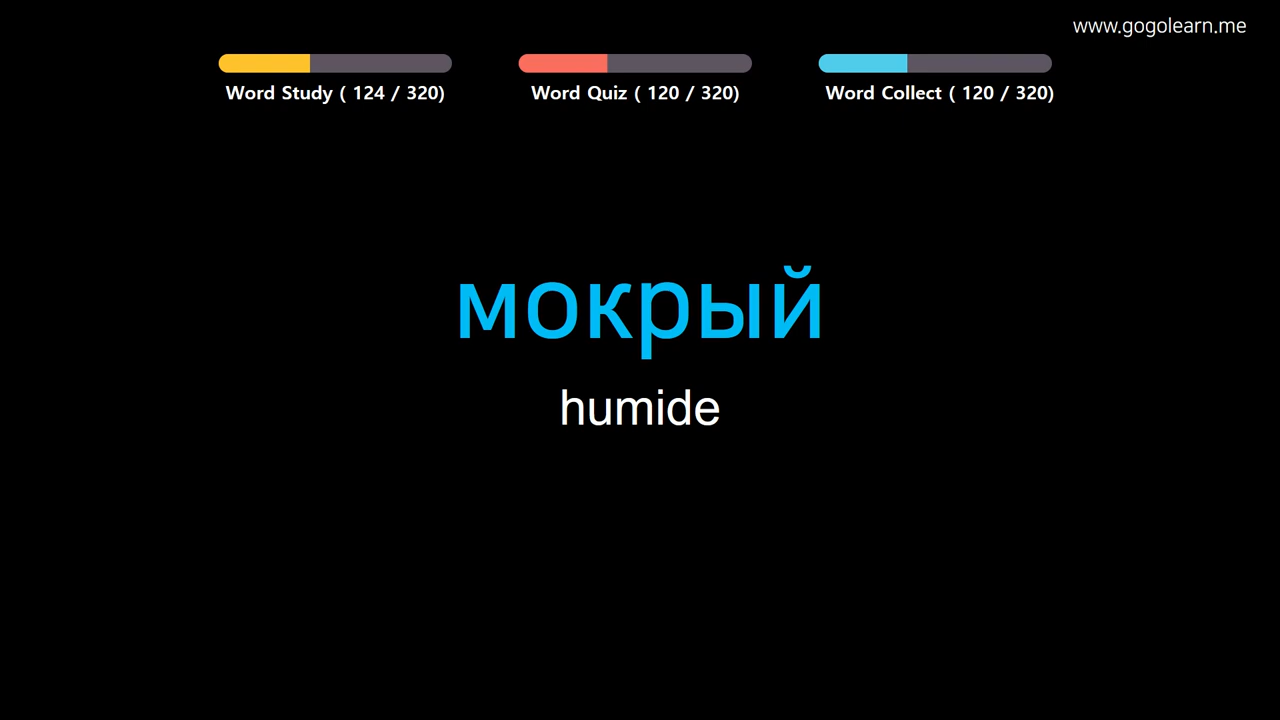 www.gogolearn.me
Word Study ( 124 / 320)
Word Quiz ( 120 / 320)
Word Collect ( 120 / 320)
мокрый
humide